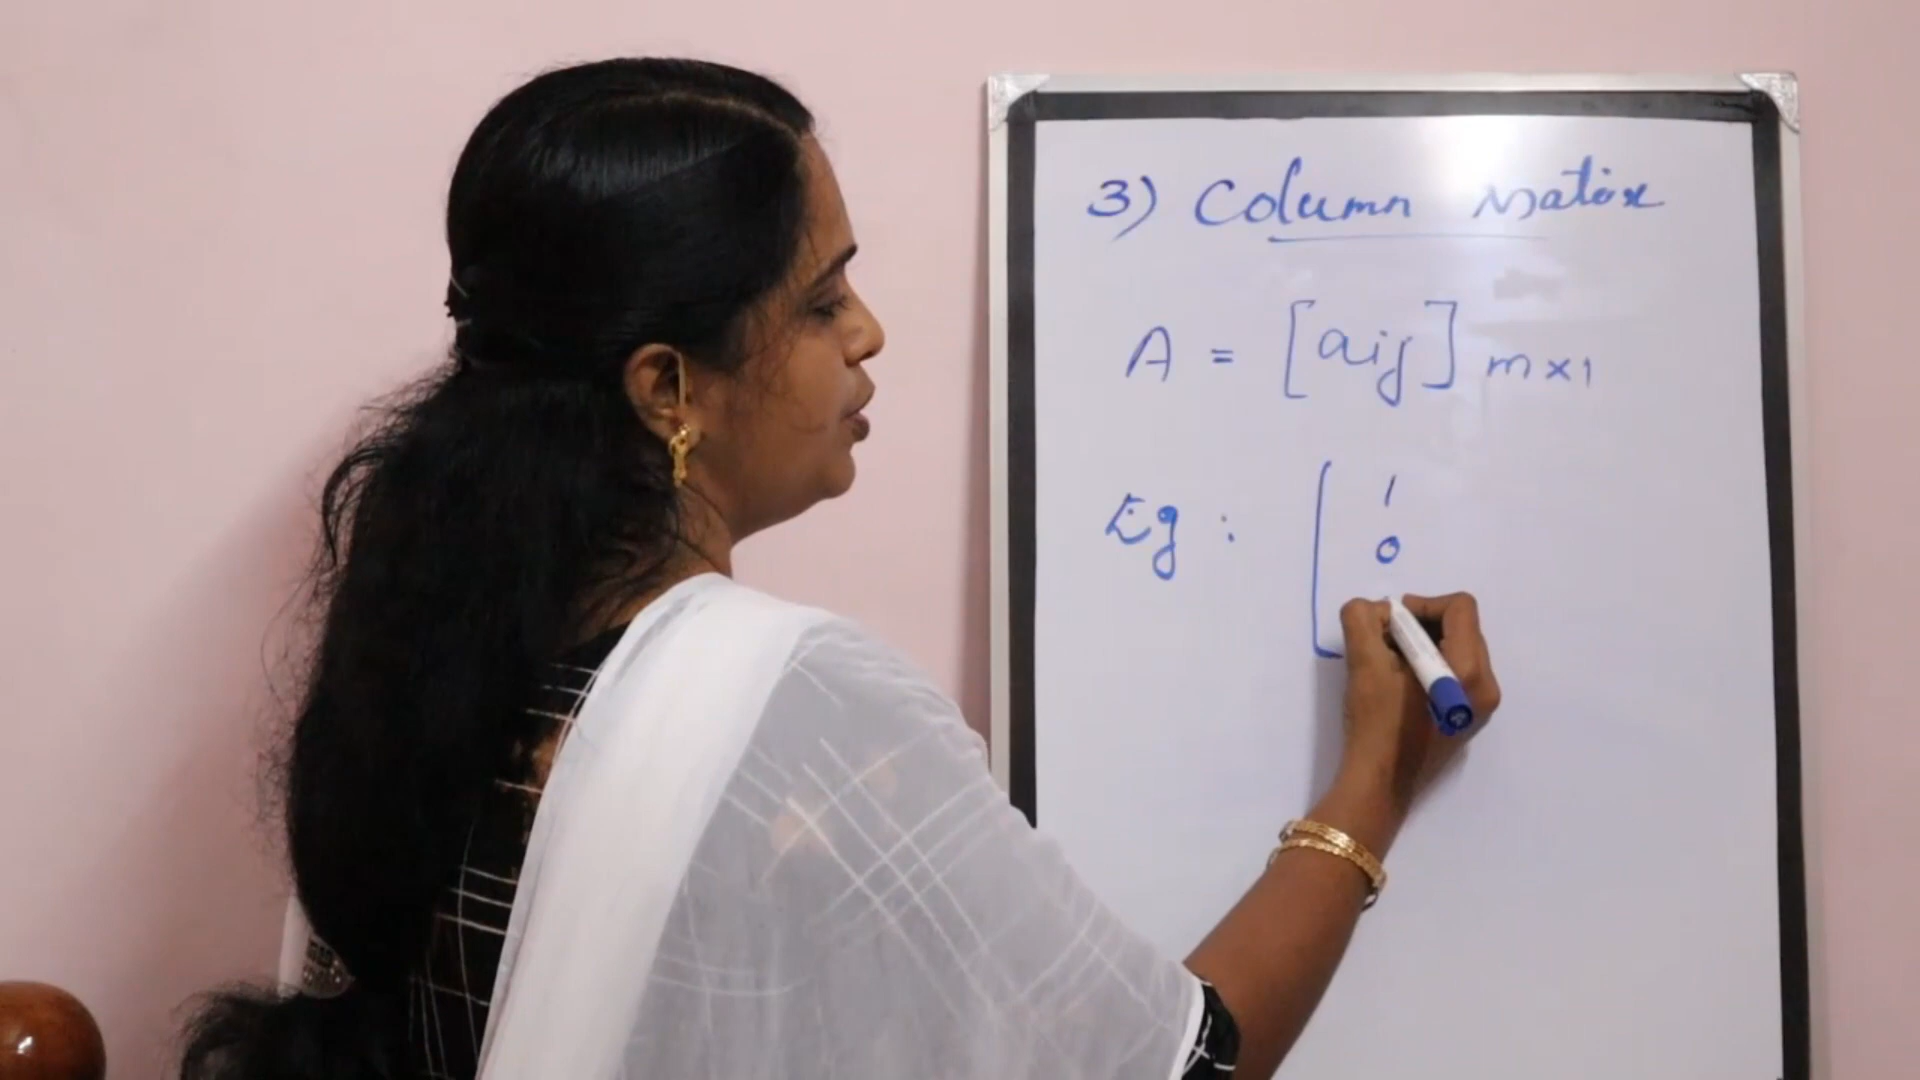 3) Column Matrix
A = [aij] m×1
Eg : [ 1
0